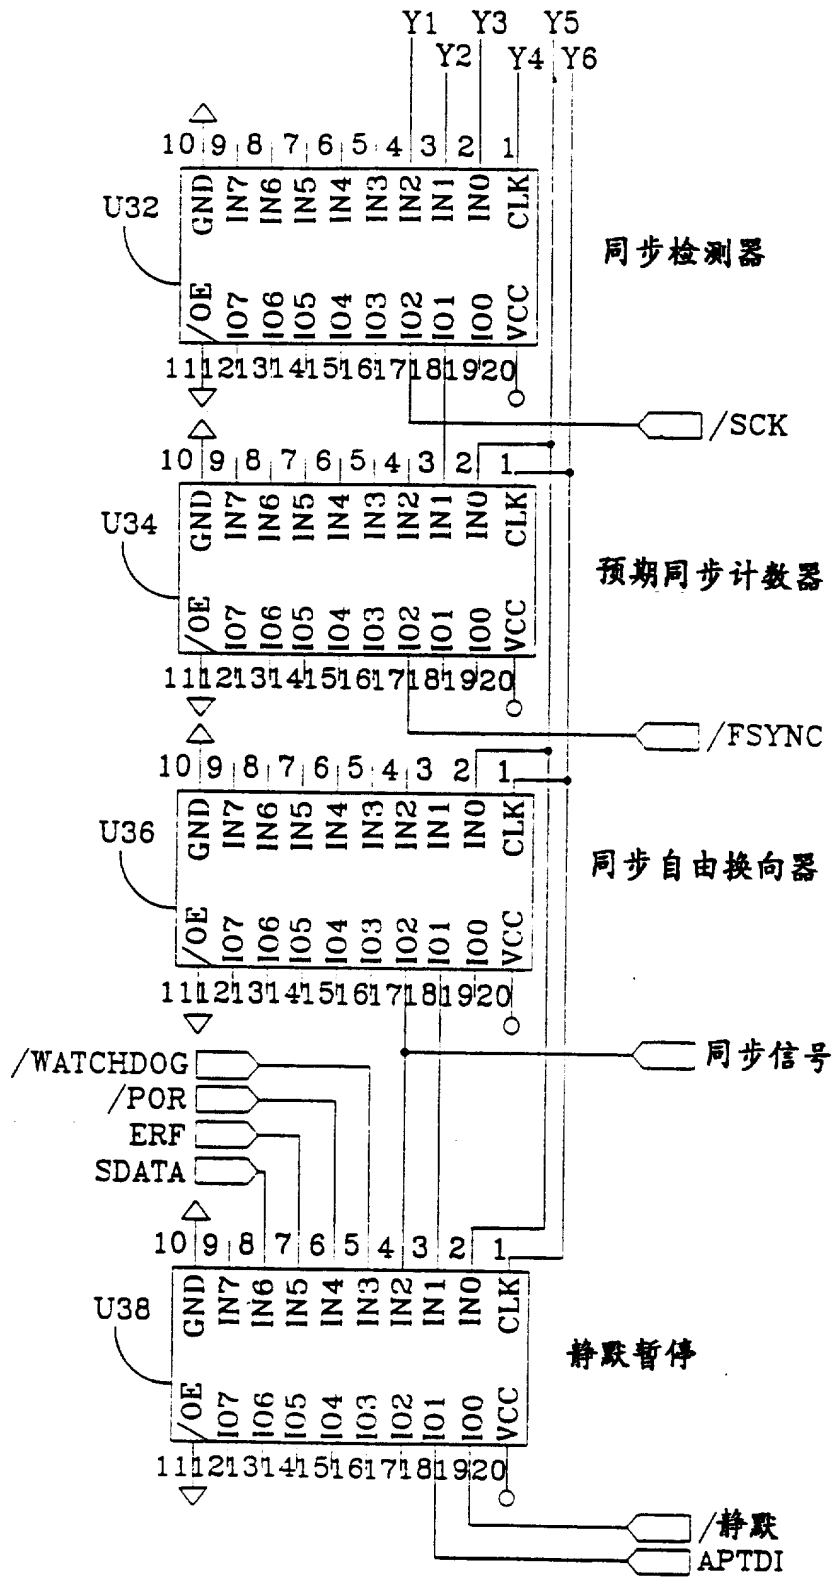 Y1 Y3 Y5
Y2 Y4 Y6
10 9 8 7 6 5 4 3 2 1
GND IN7 IN6 IN5 IN4 IN3 IN2 IN1 IN0 CLK
U32
同步检测器
/OE IO7 IO6 IO5 IO4 IO3 IO2 IO1 IO0 VCC
11 12 13 14 15 16 17 18 19 20
/SCK
10 9 8 7 6 5 4 3 2 1
GND IN7 IN6 IN5 IN4 IN3 IN2 IN1 IN0 CLK
U34
预期同步计数器
/OE IO7 IO6 IO5 IO4 IO3 IO2 IO1 IO0 VCC
11 12 13 14 15 16 17 18 19 20
/FSYNC
10 9 8 7 6 5 4 3 2 1
GND IN7 IN6 IN5 IN4 IN3 IN2 IN1 IN0 CLK
U36
同步自由换向器
/OE IO7 IO6 IO5 IO4 IO3 IO2 IO1 IO0 VCC
11 12 13 14 15 16 17 18 19 20
同步信号
/WATCHDOG
/POR
ERF
SDATA
10 9 8 7 6 5 4 3 2 1
GND IN7 IN6 IN5 IN4 IN3 IN2 IN1 IN0 CLK
U38
静默暂停
/OE IO7 IO6 IO5 IO4 IO3 IO2 IO1 IO0 VCC
11 12 13 14 15 16 17 18 19 20
/静默
APTDI